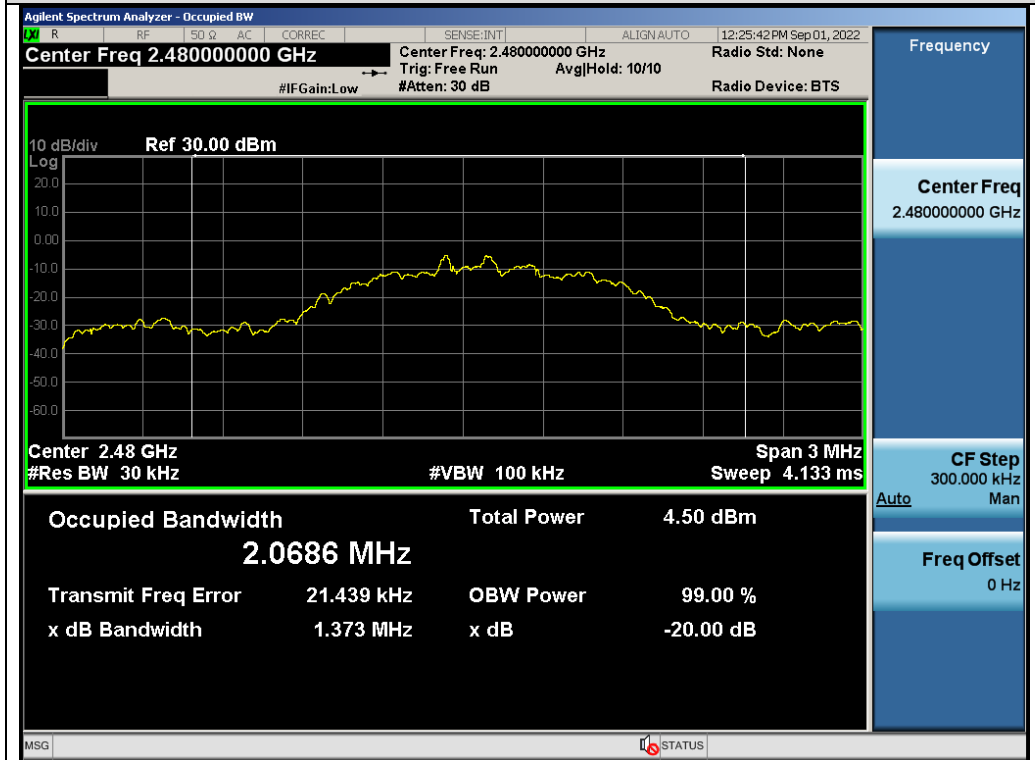 Agilent Spectrum Analyzer - Occupied BW
LXI R RF 50 Ω AC CORREC SENSE:INT ALIGN AUTO 12:25:42 PM Sep 01, 2022
Center Freq 2.480000000 GHz
Center Freq: 2.480000000 GHz
Radio Std: None
Trig: Free Run Avg|Hold: 10/10
#IFGain:Low
#Atten: 30 dB
Radio Device: BTS
10 dB/div Ref 30.00 dBm
Log
20.0
10.0
0.00
-10.0
-20.0
-30.0
-40.0
-50.0
-60.0
Center 2.48 GHz Span 3 MHz
#Res BW 30 kHz #VBW 100 kHz Sweep 4.133 ms
Occupied Bandwidth Total Power 4.50 dBm
2.0686 MHz
Transmit Freq Error 21.439 kHz OBW Power 99.00 %
x dB Bandwidth 1.373 MHz x dB -20.00 dB
Frequency
Center Freq
2.480000000 GHz
CF Step
300.000 kHz
Auto Man
Freq Offset
0 Hz
MSG STATUS